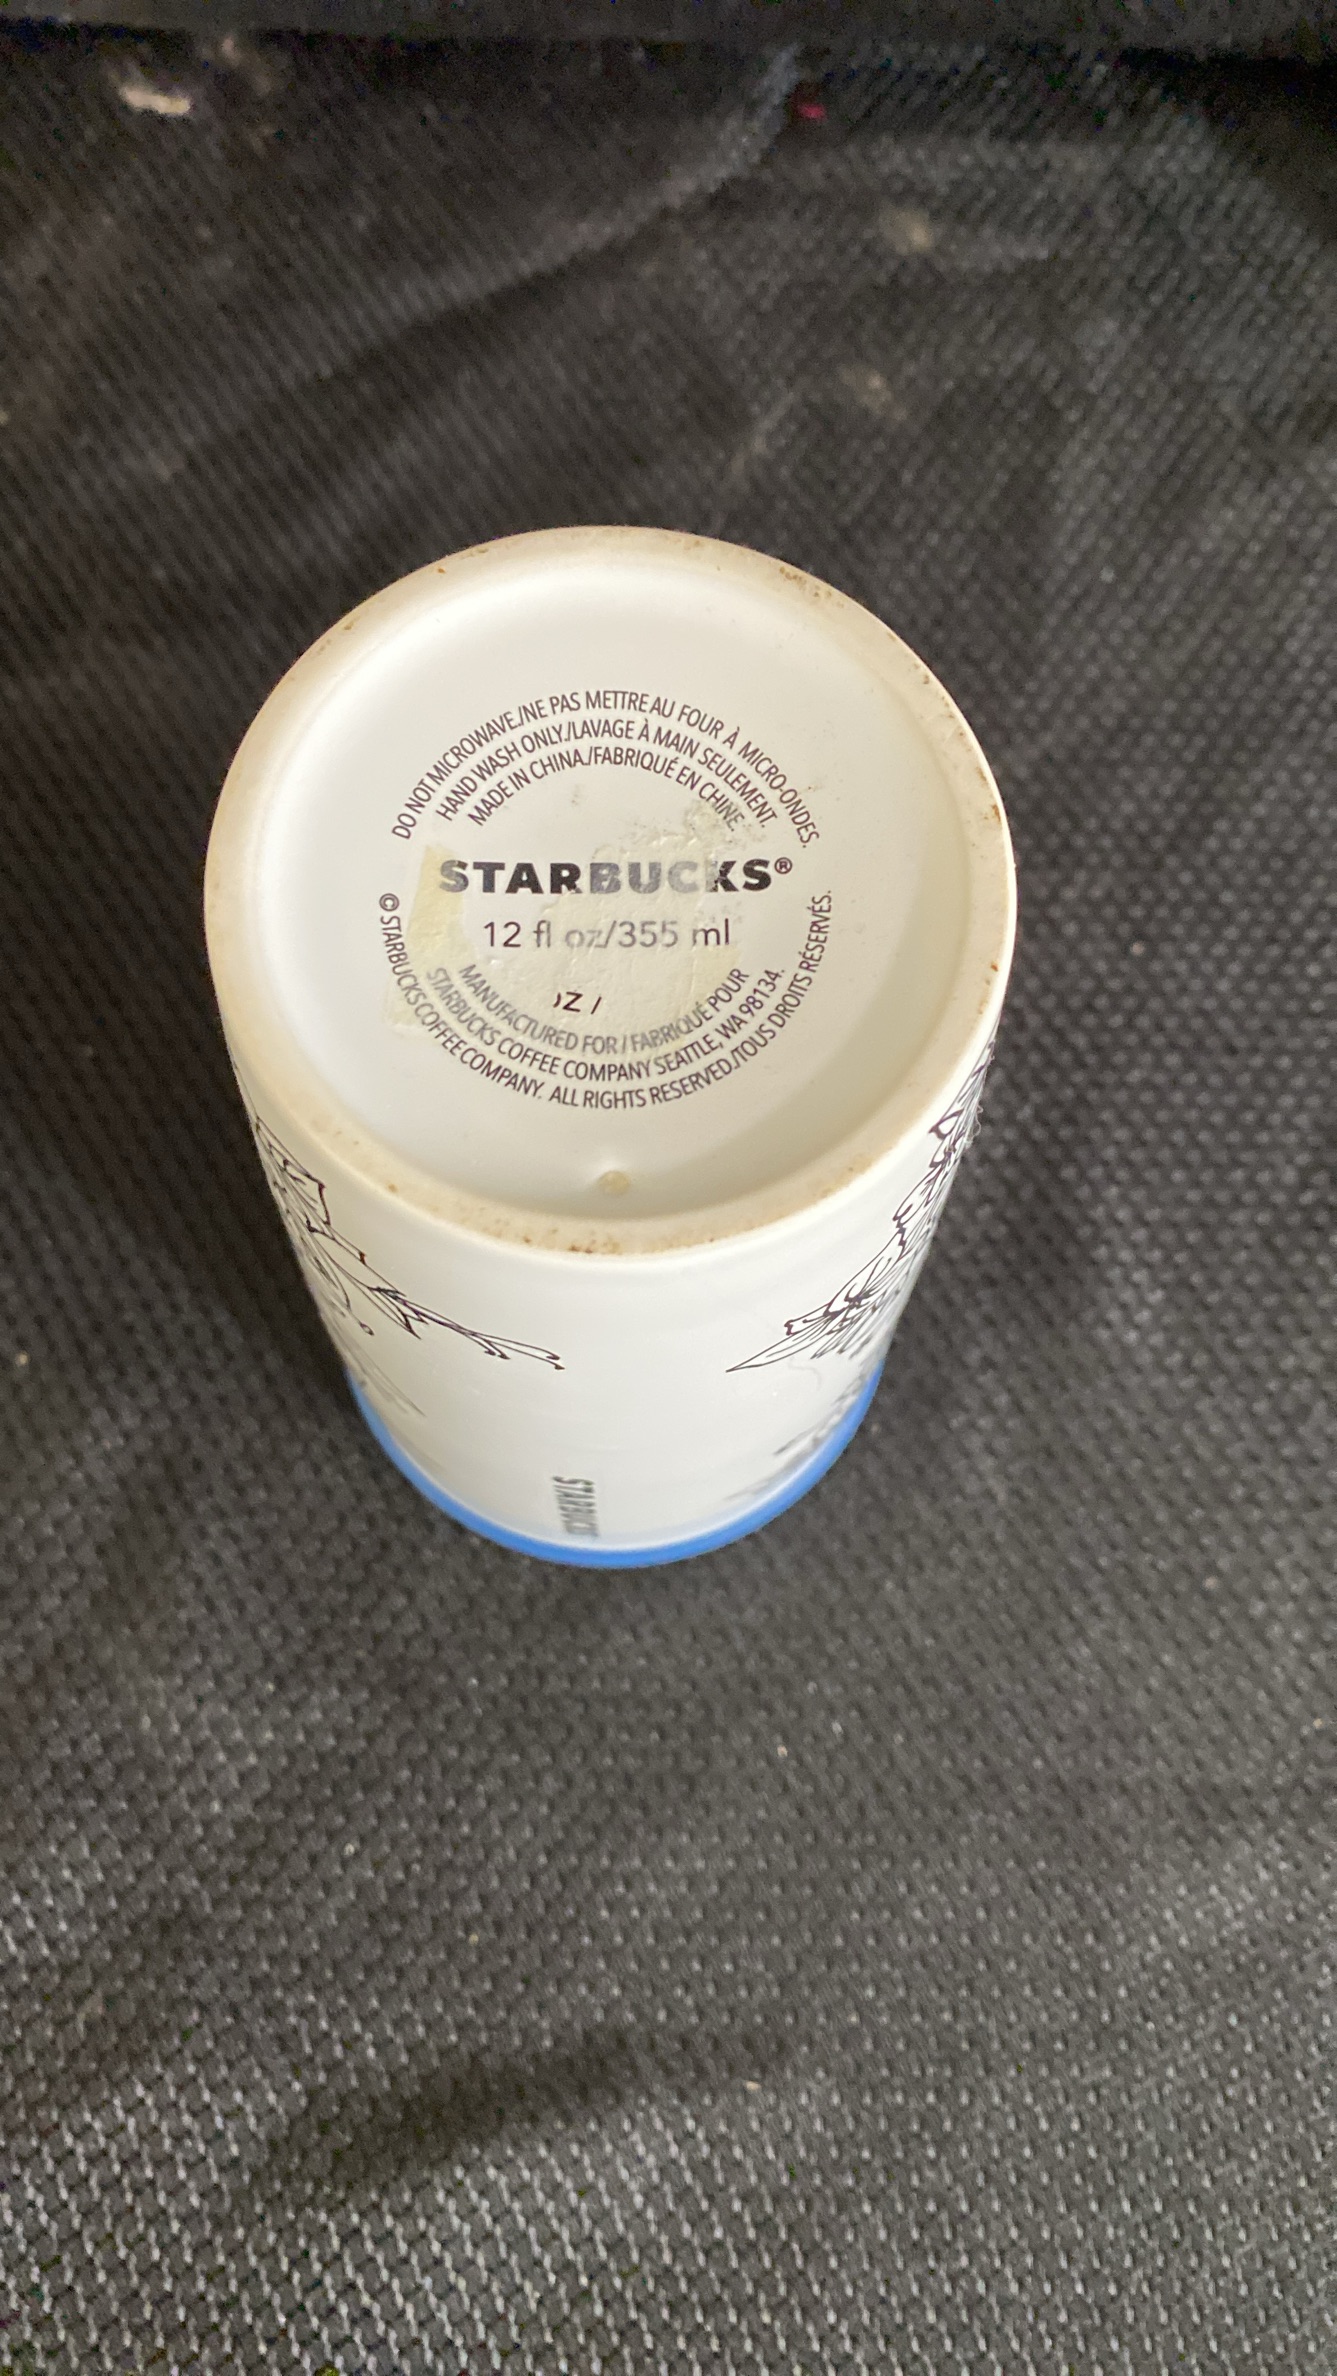 DO NOT MICROWAVE./NE PAS METTRE AU FOUR À MICRO-ONDES.
HAND WASH ONLY./LAVAGE À MAIN SEULEMENT.
MADE IN CHINA./FABRIQUÉ EN CHINE.
STARBUCKS®
12 fl oz/355 ml
OZ /
MANUFACTURED FOR / FABRIQUÉ POUR
STARBUCKS COFFEE COMPANY SEATTLE, WA 98134.
© STARBUCKS COFFEE COMPANY. ALL RIGHTS RESERVED./TOUS DROITS RÉSERVÉS.
STARBUCKS